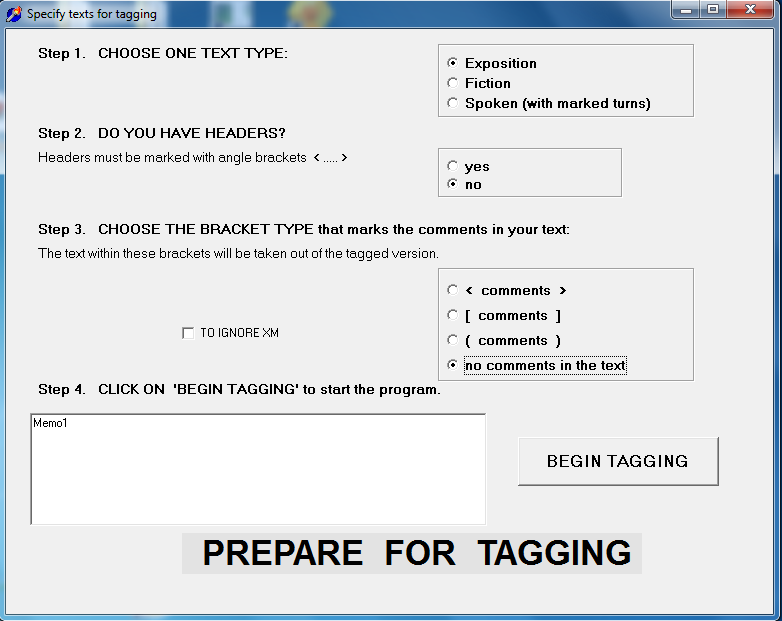 Specify texts for tagging
Step 1. CHOOSE ONE TEXT TYPE:
Exposition
Fiction
Spoken (with marked turns)
Step 2. DO YOU HAVE HEADERS?
Headers must be marked with angle brackets < ..... >
yes
no
Step 3. CHOOSE THE BRACKET TYPE that marks the comments in your text:
The text within these brackets will be taken out of the tagged version.
< comments >
[ comments ]
TO IGNORE XM
( comments )
no comments in the text
Step 4. CLICK ON 'BEGIN TAGGING' to start the program.
Memo1
BEGIN TAGGING
PREPARE FOR TAGGING